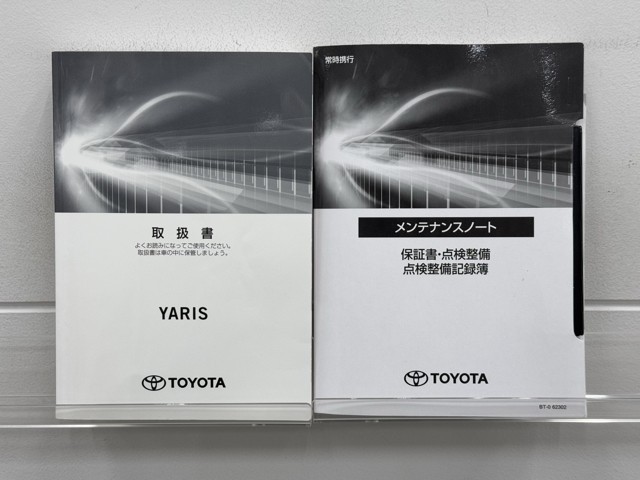 取扱書
よくお読みになってご使用ください。
取扱書は車の中に保管しましょう。
YARIS
TOYOTA
常時携行
メンテナンスノート
保証書・点検整備
点検整備記録簿
TOYOTA